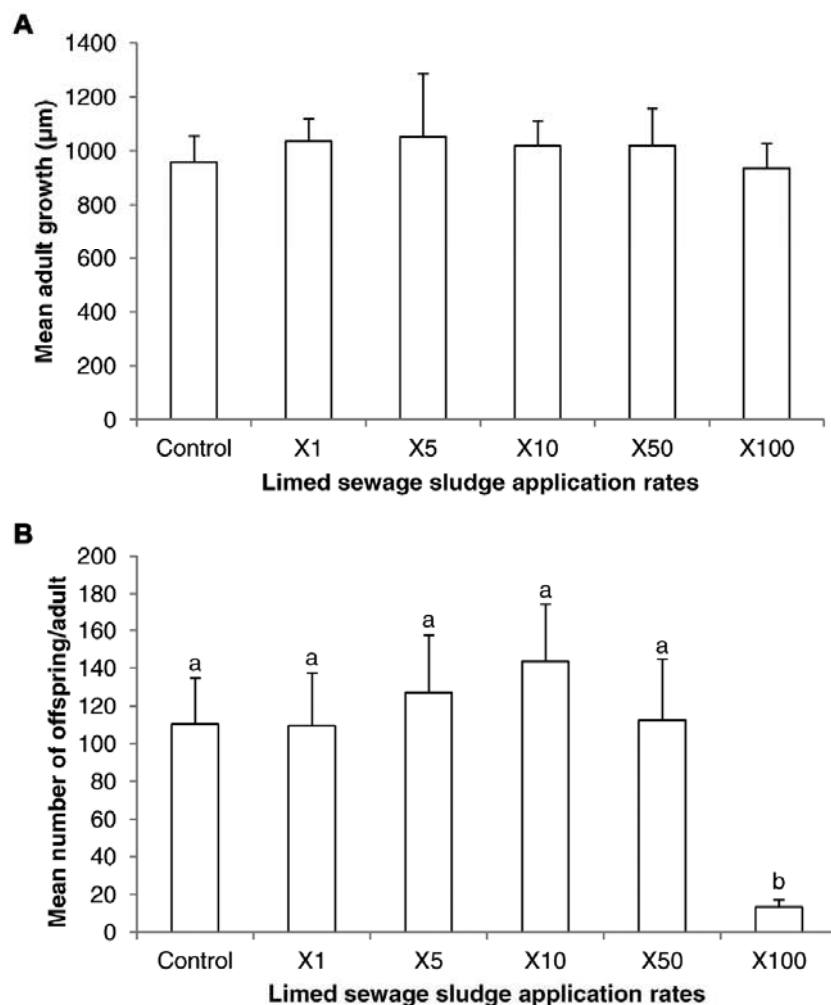 A
Mean adult growth (µm)
1400
1200
1000
800
600
400
200
0
Control X1 X5 X10 X50 X100
Limed sewage sludge application rates
B
Mean number of offspring/adult
200
180
160
140
120
100
80
60
40
20
0
a a a a a b
Control X1 X5 X10 X50 X100
Limed sewage sludge application rates